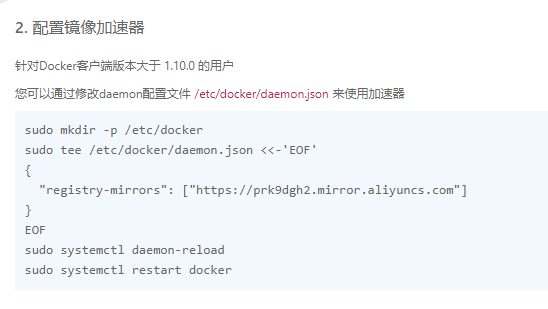 2. 配置镜像加速器
针对Docker客户端版本大于 1.10.0 的用户
您可以通过修改daemon配置文件 /etc/docker/daemon.json 来使用加速器
sudo mkdir -p /etc/docker
sudo tee /etc/docker/daemon.json <<-'EOF'
{
  "registry-mirrors": ["https://prk9dgh2.mirror.aliyuncs.com"]
}
EOF
sudo systemctl daemon-reload
sudo systemctl restart docker